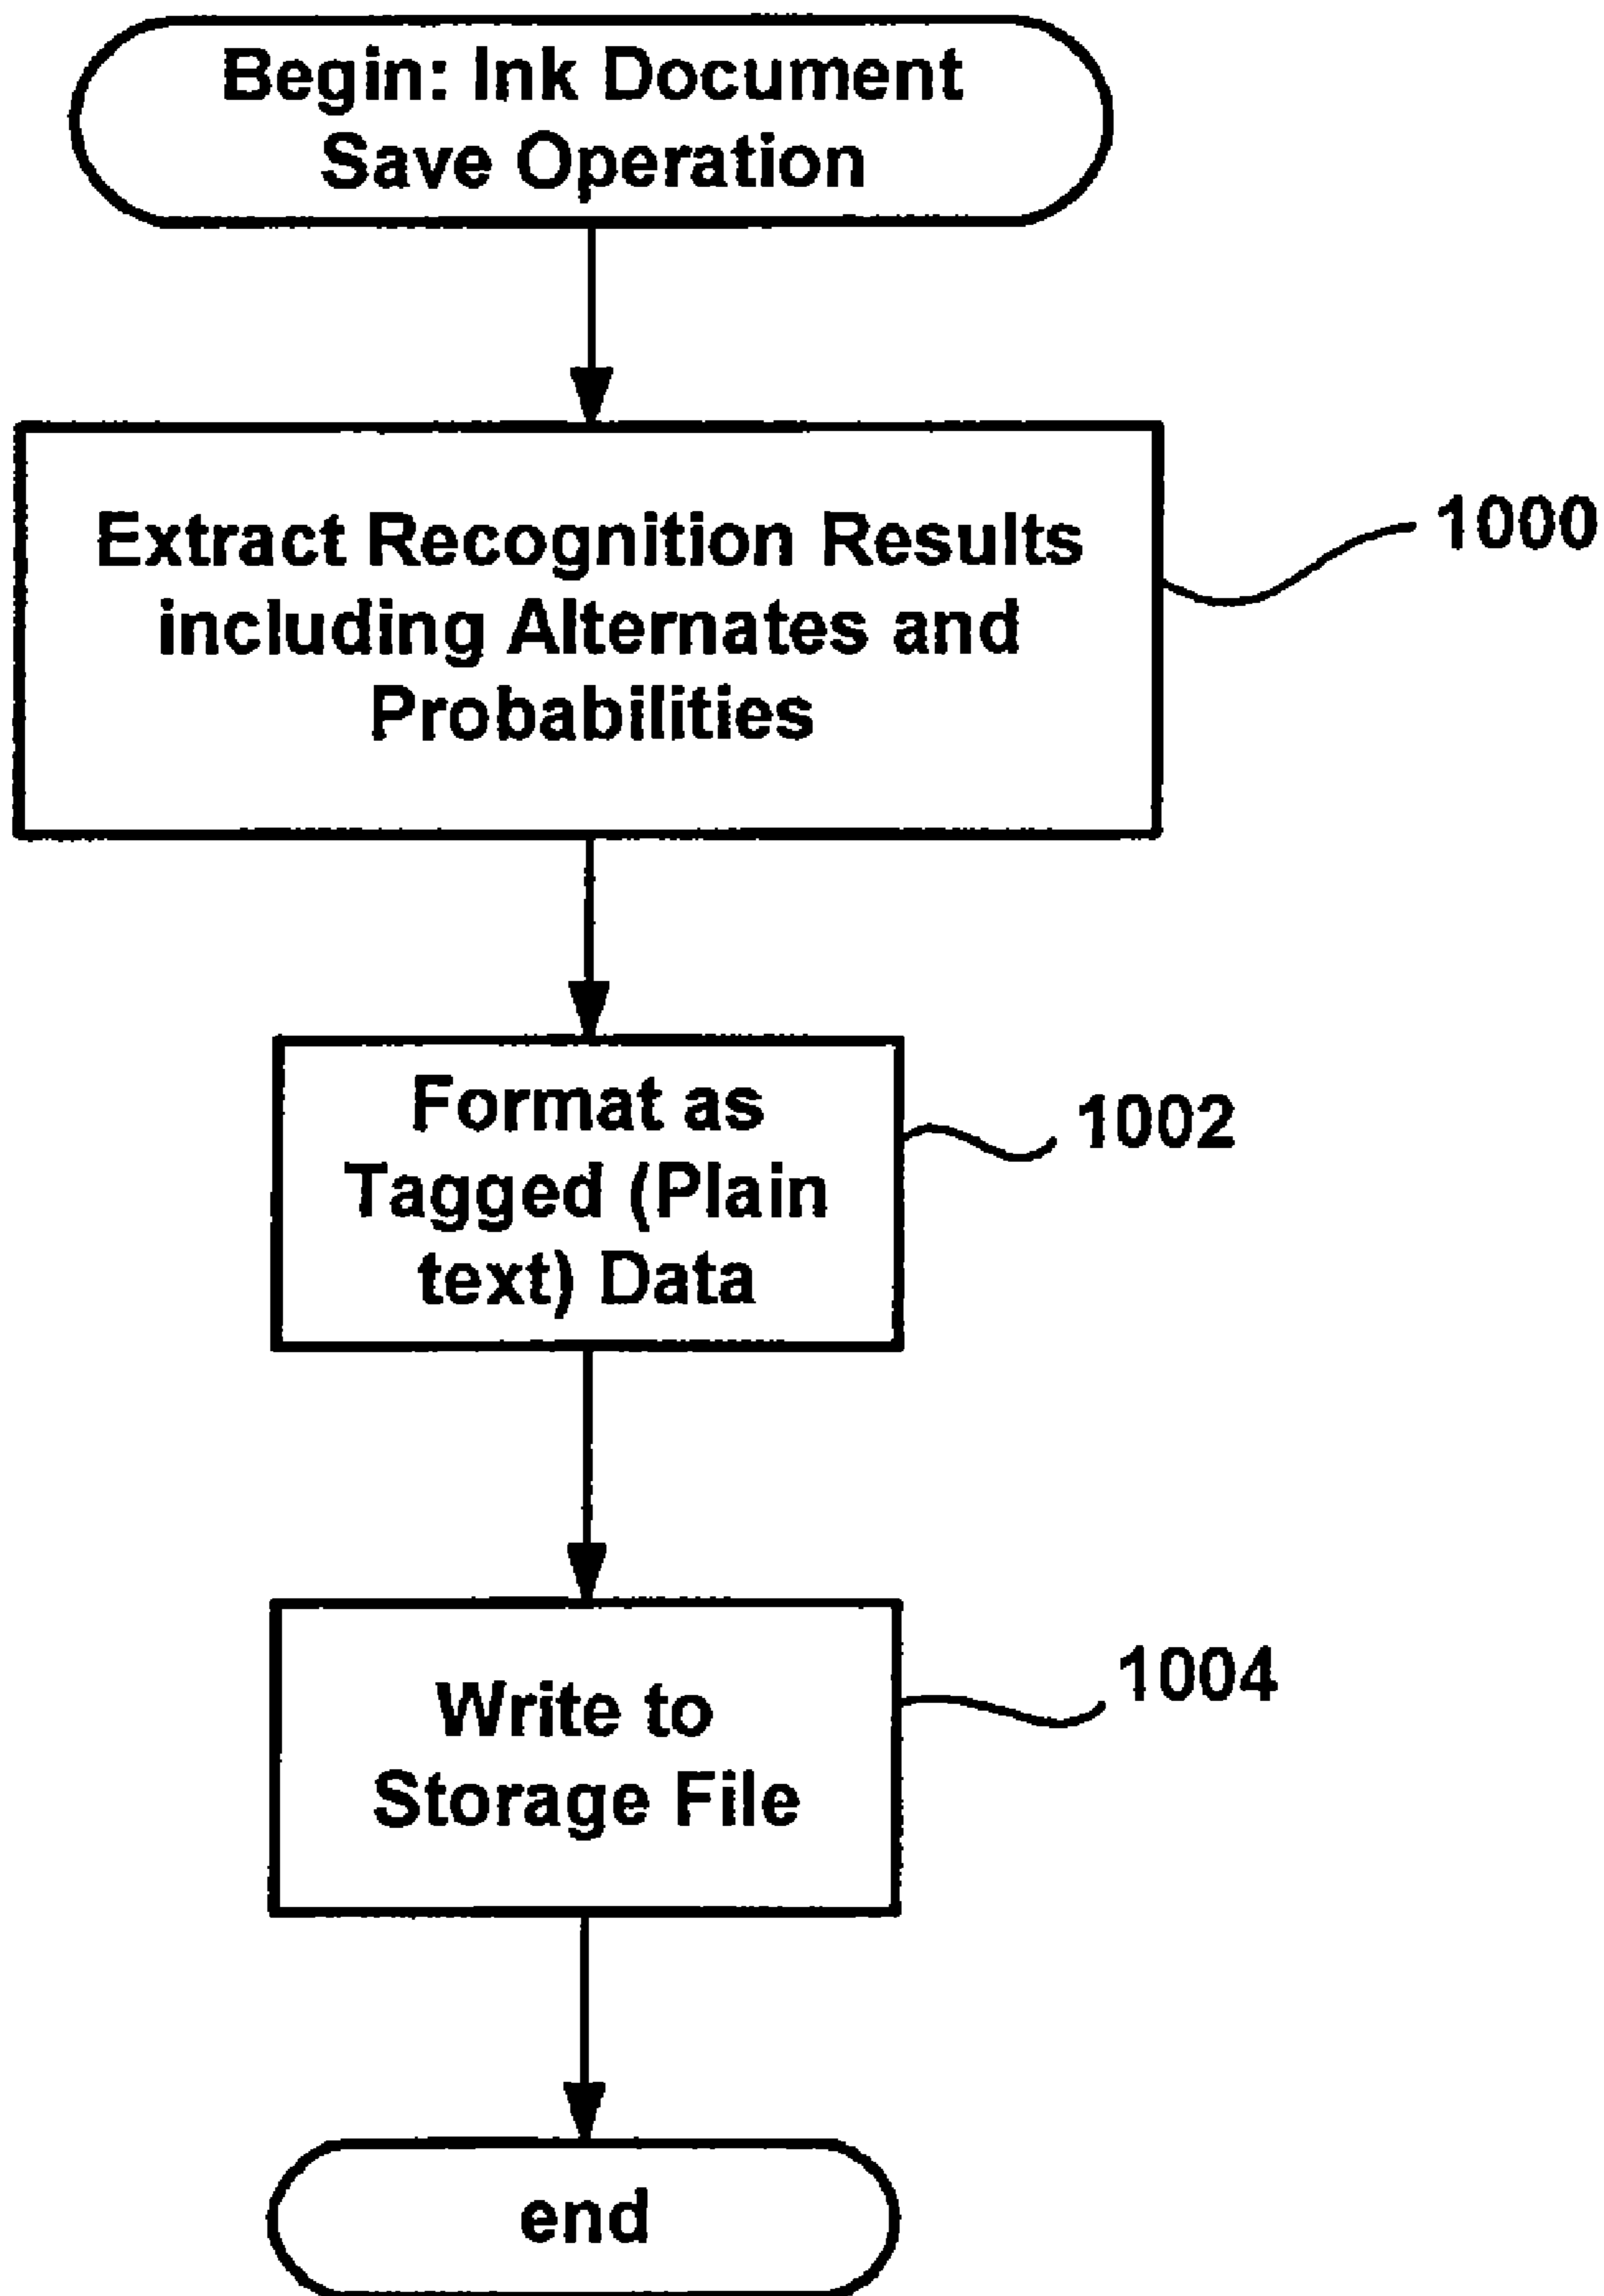 Begin: Ink Document
Save Operation
Extract Recognition Results
including Alternates and
Probabilities
1000
Format as
Tagged (Plain
text) Data
1002
Write to
Storage File
1004
end